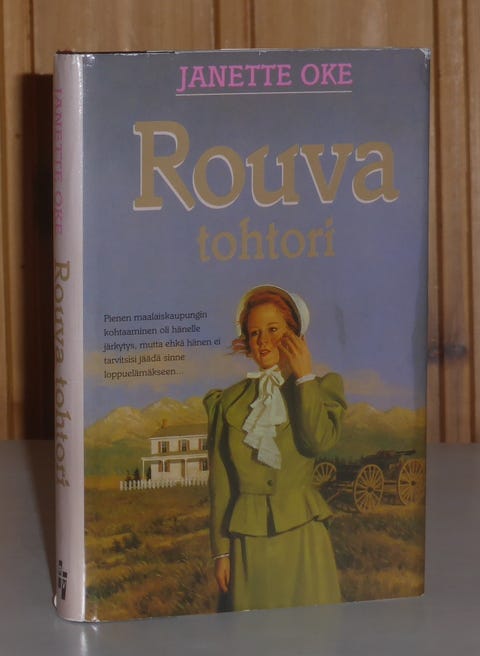 JANETTE OKE
Rouva
tohtori
Pienen maalaiskaupungin
kohtaaminen oli hänelle
järkytys, mutta ehkä hänen ei
tarvitsisi jäädä sinne
loppuelämäkseen...
JANETTE OKE Rouva tohtori